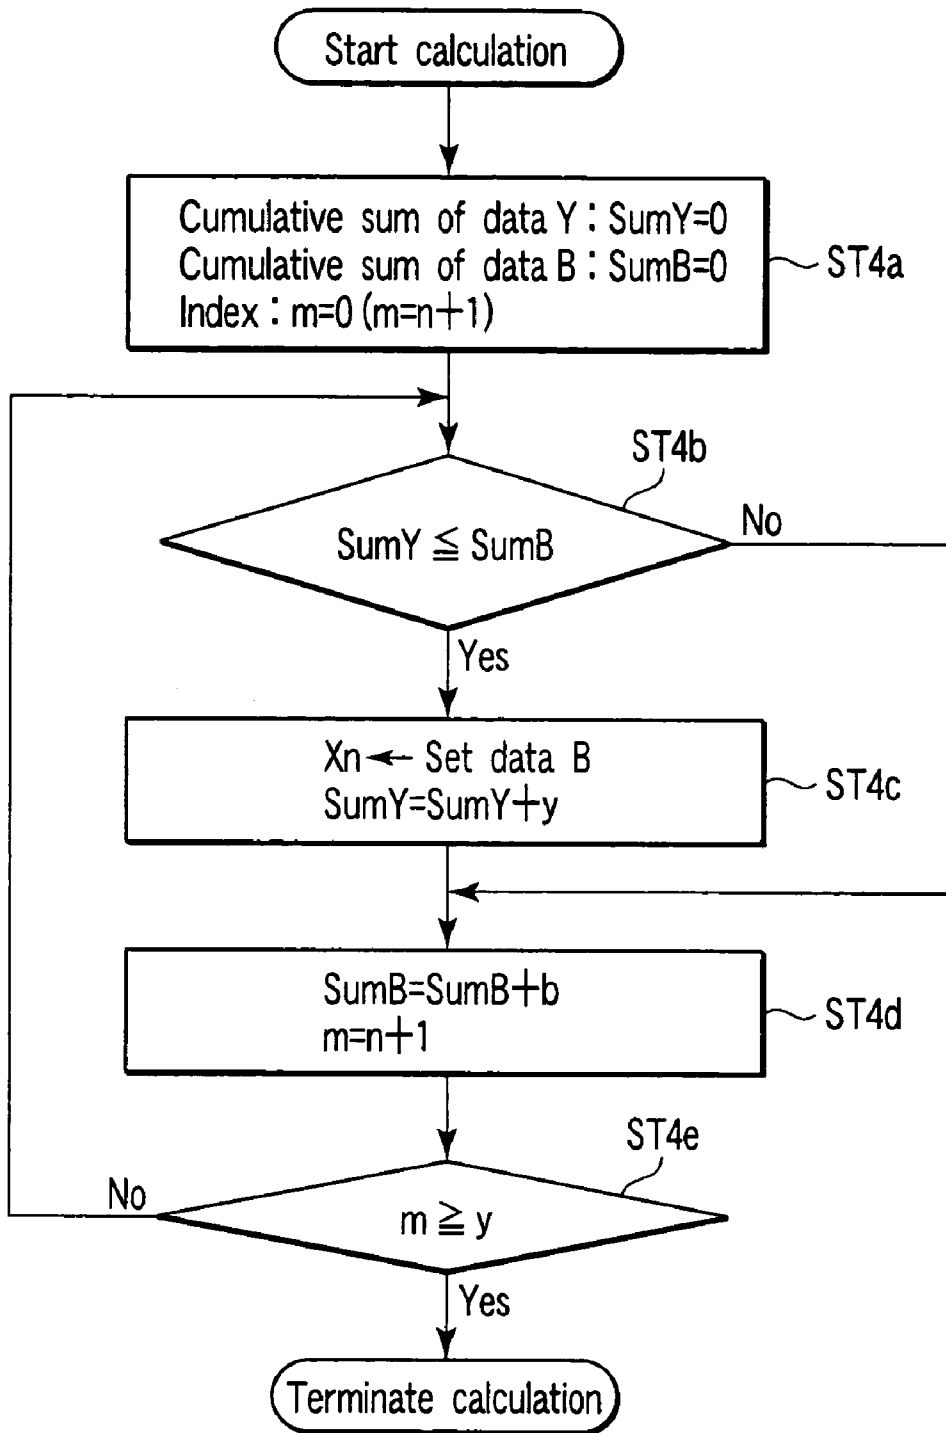 Start calculation
Cumulative sum of data Y : SumY=0
Cumulative sum of data B : SumB=0
Index : m=0 (m=n+1)
ST4a
ST4b
SumY ≦ SumB
No
Yes
Xn ← Set data B
SumY=SumY+y
ST4c
SumB=SumB+b
m=n+1
ST4d
ST4e
m ≧ y
No
Yes
Terminate calculation